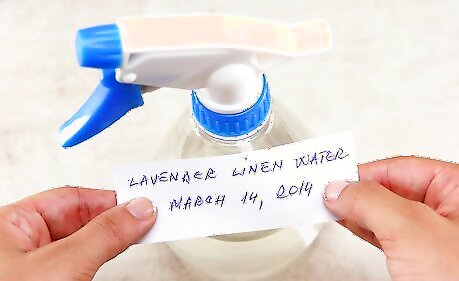 LAVENDER LINEN WATER
MARCH 14, 2014